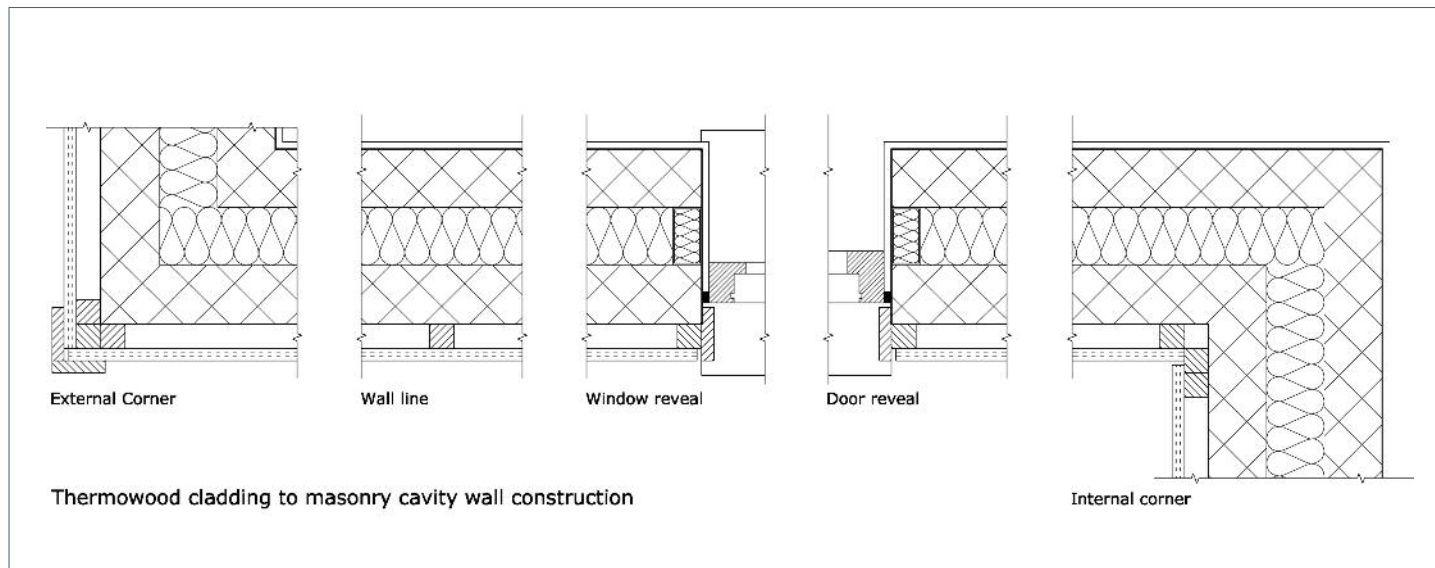 External Corner
Wall line
Window reveal
Door reveal
Thermowood cladding to masonry cavity wall construction
Internal corner